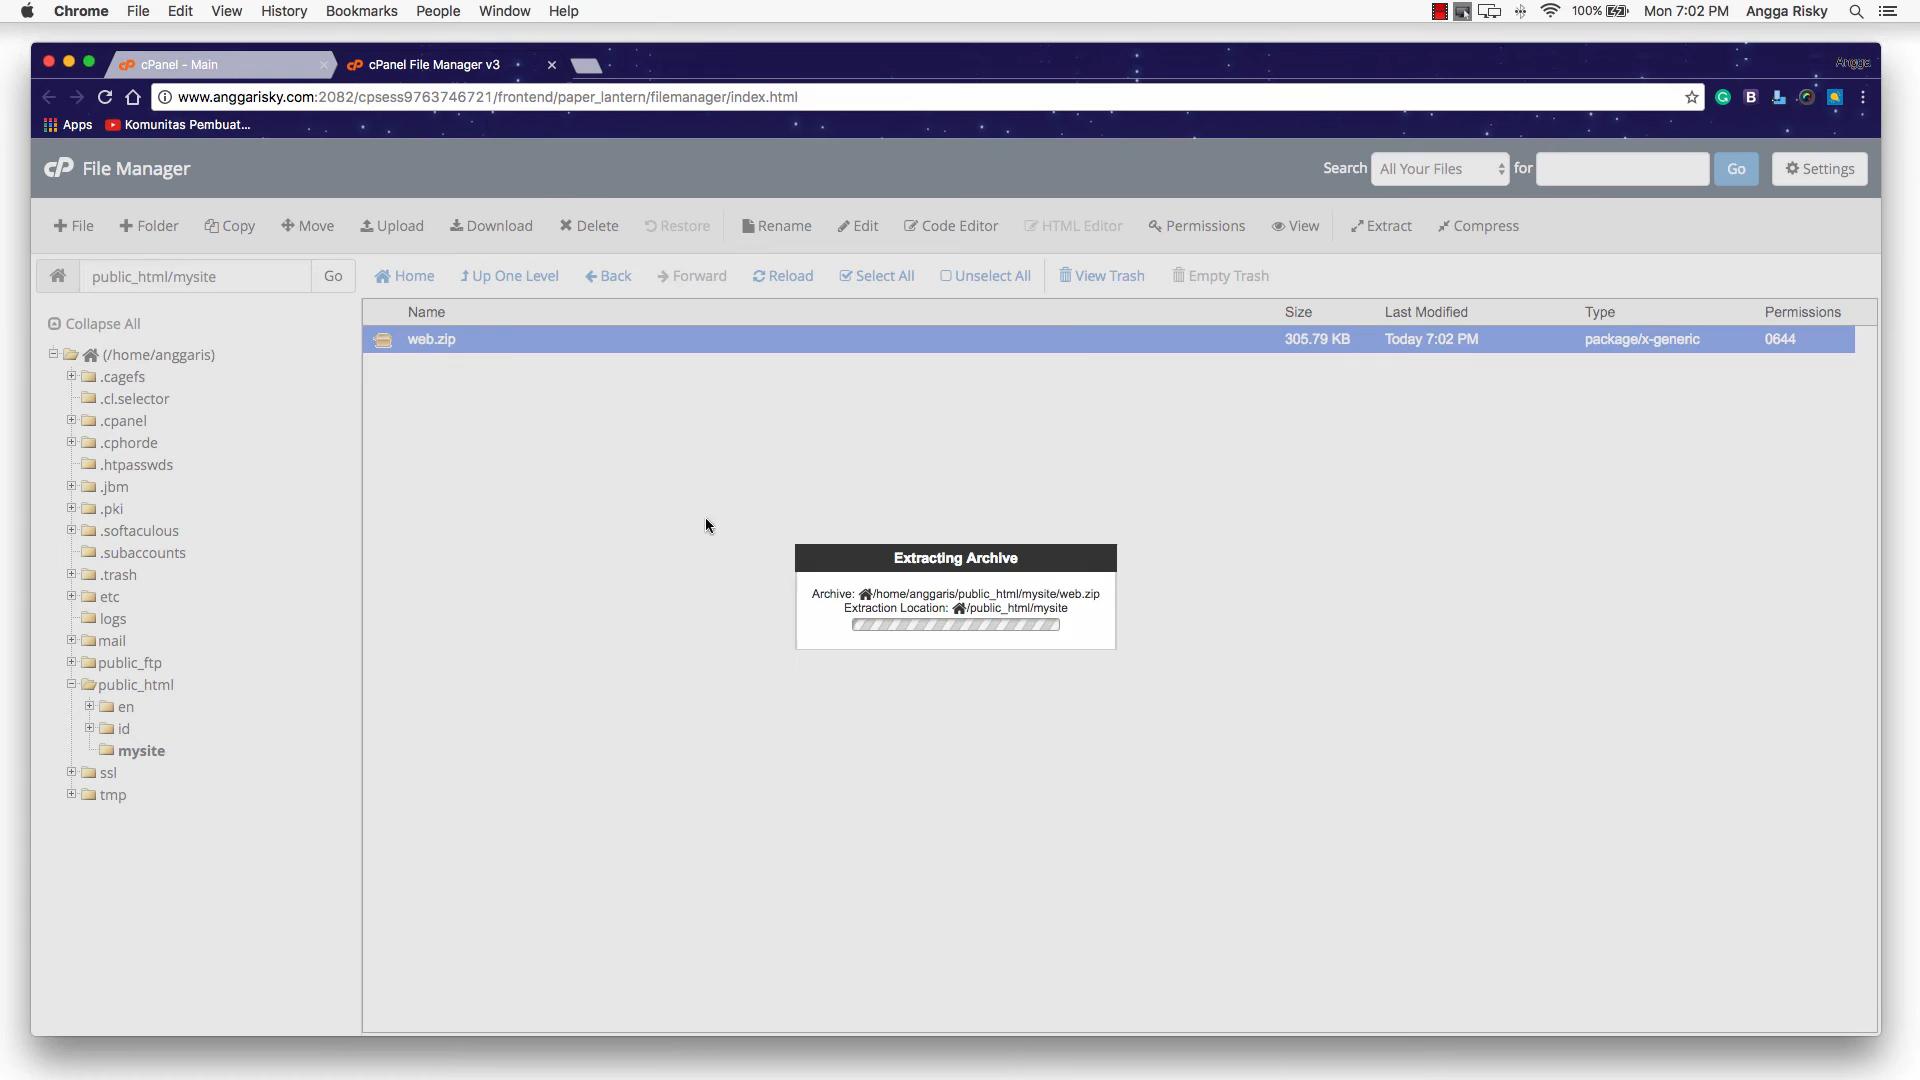 Chrome File Edit View History Bookmarks People Window Help 100% Mon 7:02 PM Angga Risky
cPanel - Main cPanel File Manager v3 Angga
www.anggarisky.com:2082/cpsess9763746721/frontend/paper_lantern/filemanager/index.html
Apps Komunitas Pembuat...
cP File Manager Search All Your Files for Go Settings
File Folder Copy Move Upload Download Delete Restore Rename Edit Code Editor HTML Editor Permissions View Extract Compress
public_html/mysite Go Home Up One Level Back Forward Reload Select All Unselect All View Trash Empty Trash
Name Size Last Modified Type Permissions
web.zip 305.79 KB Today 7:02 PM package/x-generic 0644
Collapse All
(/home/anggaris)
.cagefs
.cl.selector
.cpanel
.cphorde
.htpasswds
.jbm
.pki
.softaculous
.subaccounts
.trash
etc
logs
mail
public_ftp
public_html
en
id
mysite
ssl
tmp
Extracting Archive
Archive: /home/anggaris/public_html/mysite/web.zip
Extraction Location: /public_html/mysite